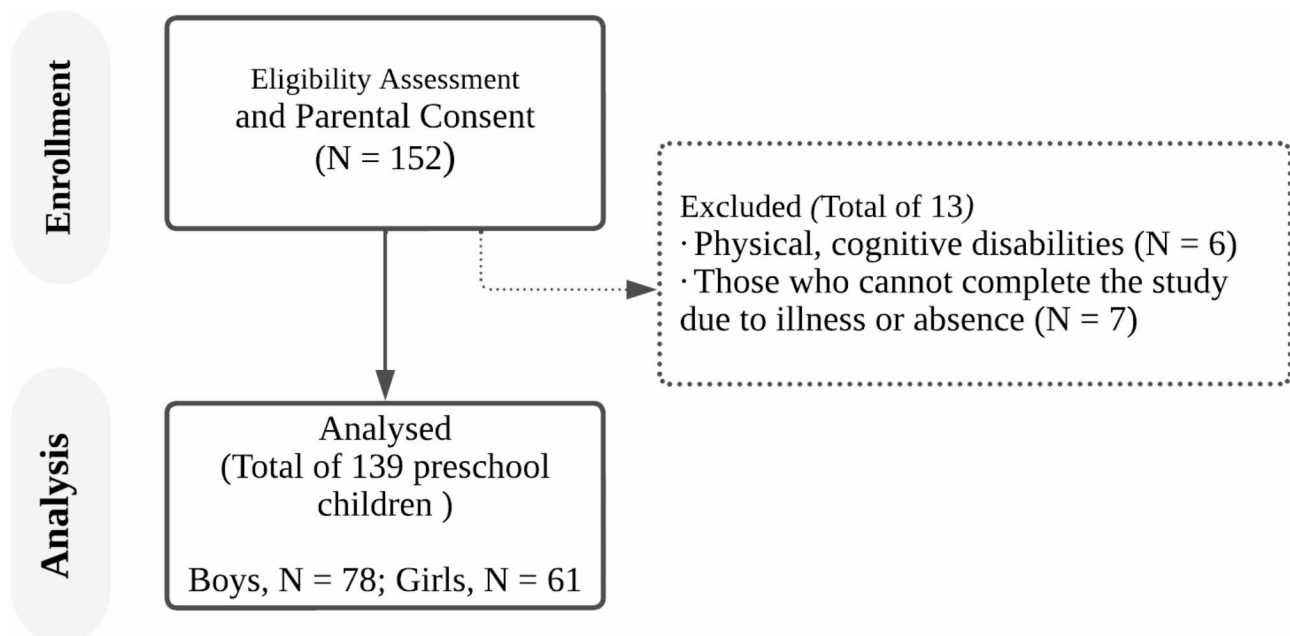 Enrollment
Eligibility Assessment
and Parental Consent
(N = 152)
Excluded (Total of 13)
· Physical, cognitive disabilities (N = 6)
· Those who cannot complete the study
due to illness or absence (N = 7)
Analysis
Analysed
(Total of 139 preschool
children )
Boys, N = 78; Girls, N = 61